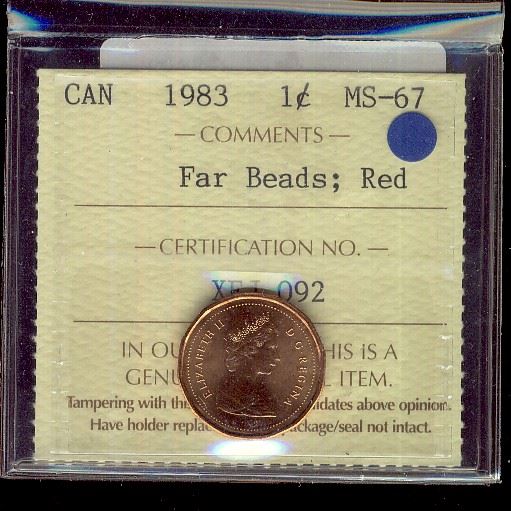 CAN 1983 1¢ MS-67
— COMMENTS —
Far Beads; Red
— CERTIFICATION NO. —
092
IN HIS iS A
ITEM.
Tampering with above opinion.
Have holder seal not intact.
ELIZABETH II D·G·REGINA